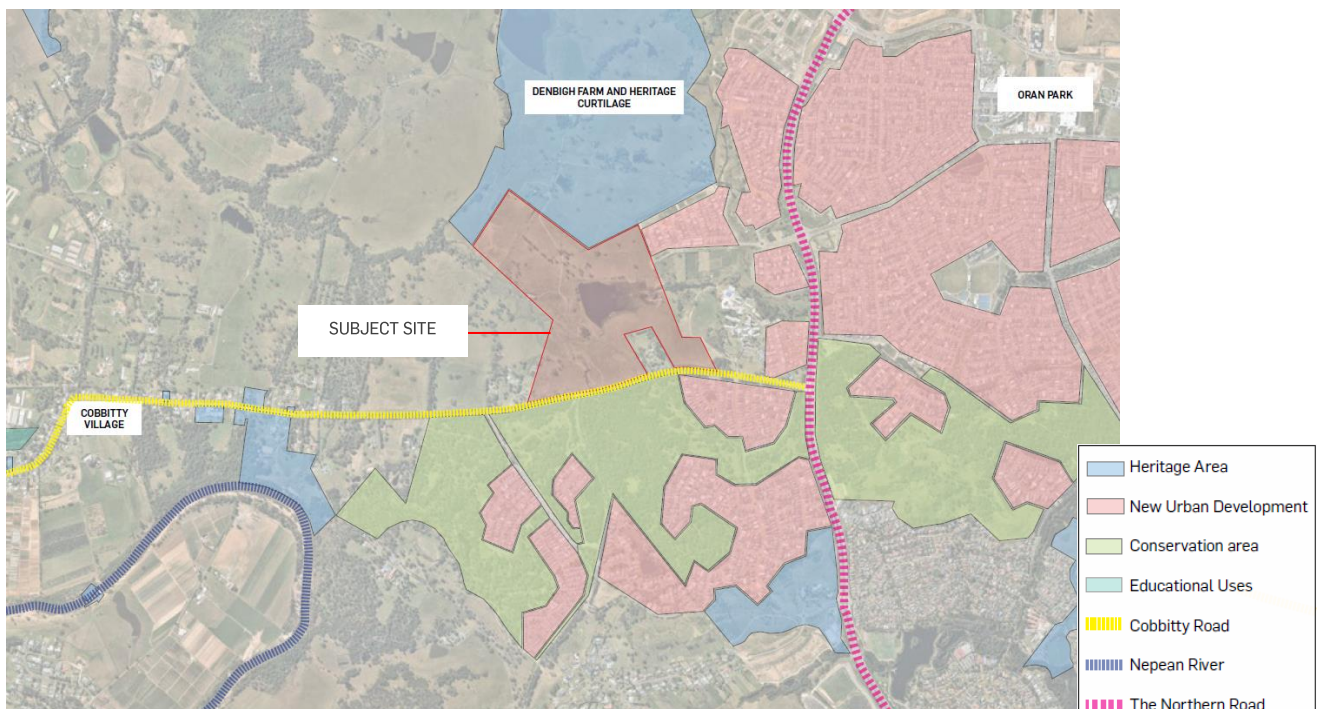 DENBIGH FARM AND HERITAGE
CURTILAGE
ORAN PARK
SUBJECT SITE
COBBITTY
VILLAGE
Heritage Area
New Urban Development
Conservation area
Educational Uses
Cobbitty Road
Nepean River
The Northern Road